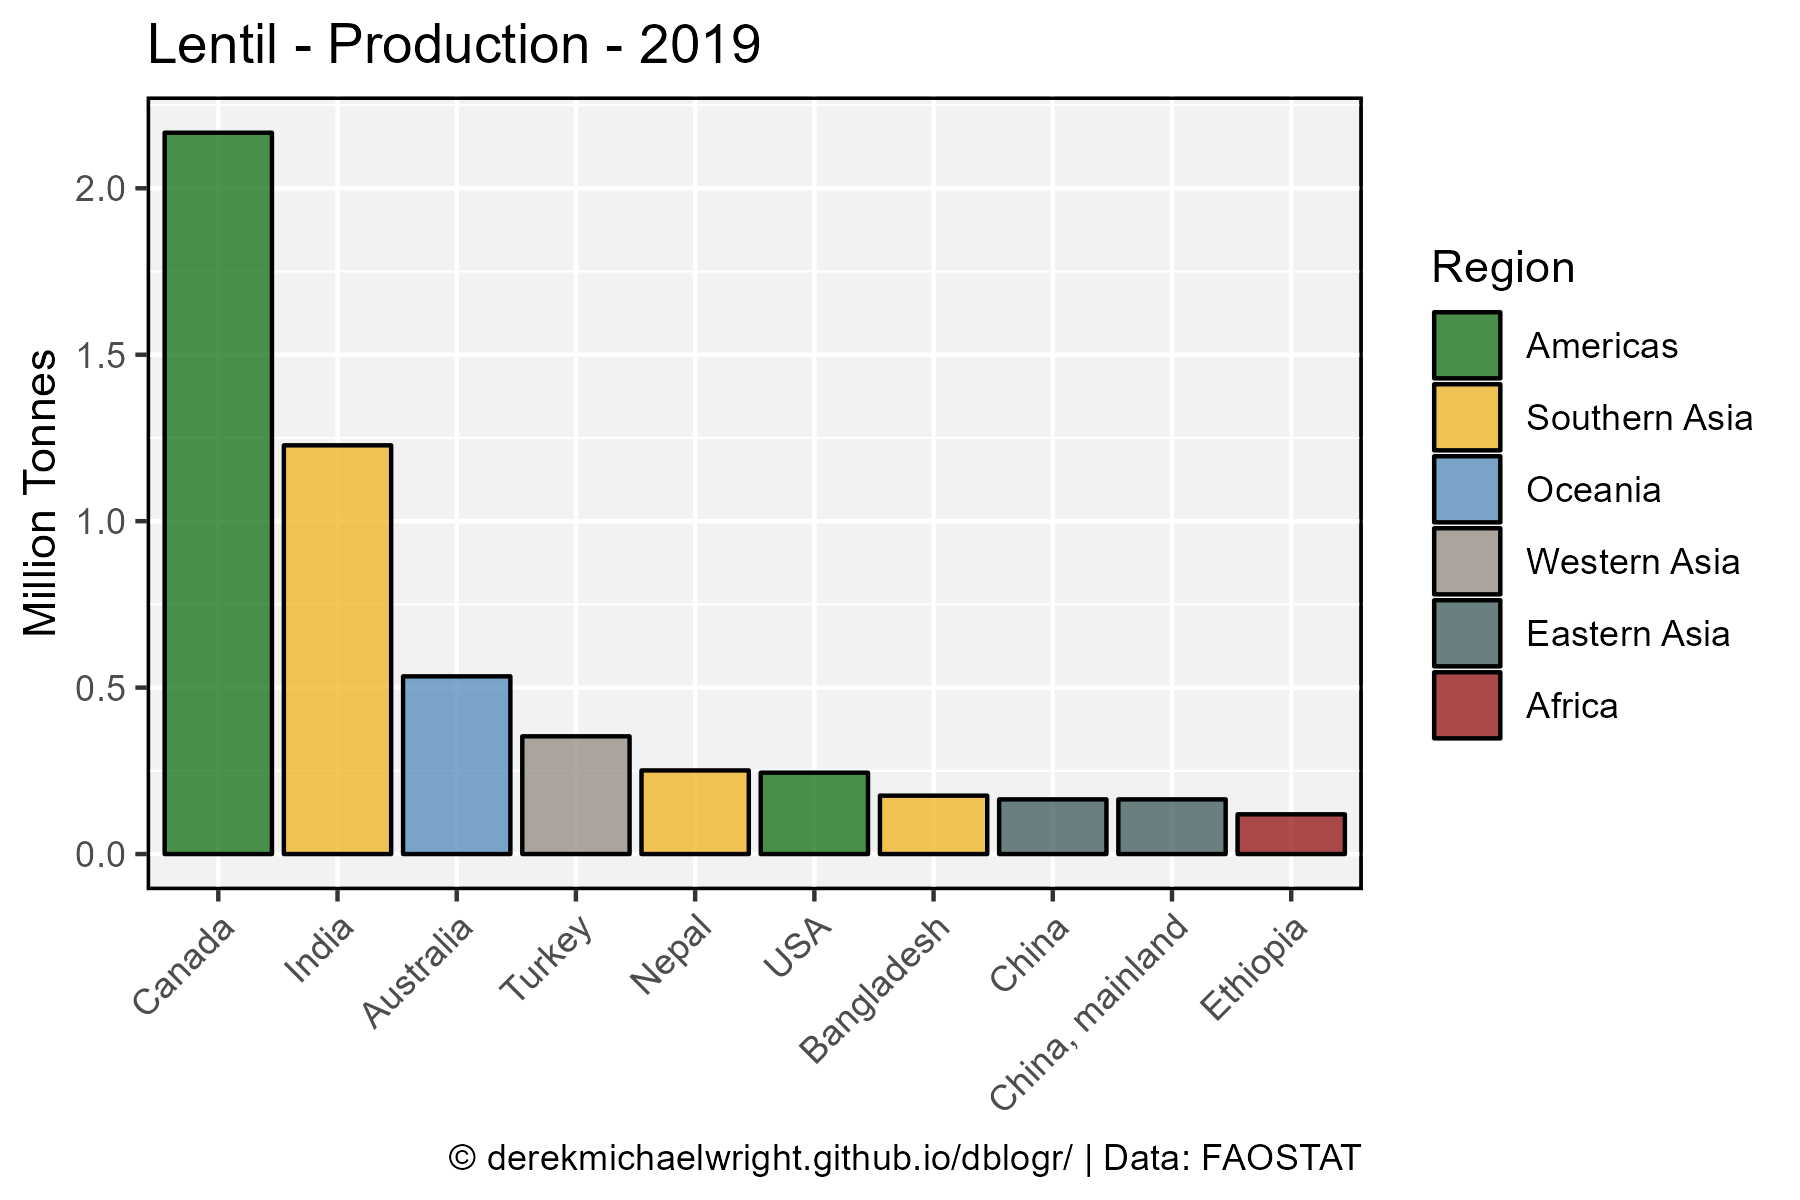 Lentil - Production - 2019
Million Tonnes
2.0
1.5
1.0
0.5
0.0
Canada
India
Australia
Turkey
Nepal
USA
Bangladesh
China
China, mainland
Ethiopia
Region
Americas
Southern Asia
Oceania
Western Asia
Eastern Asia
Africa
© derekmichaelwright.github.io/dblogr/ | Data: FAOSTAT